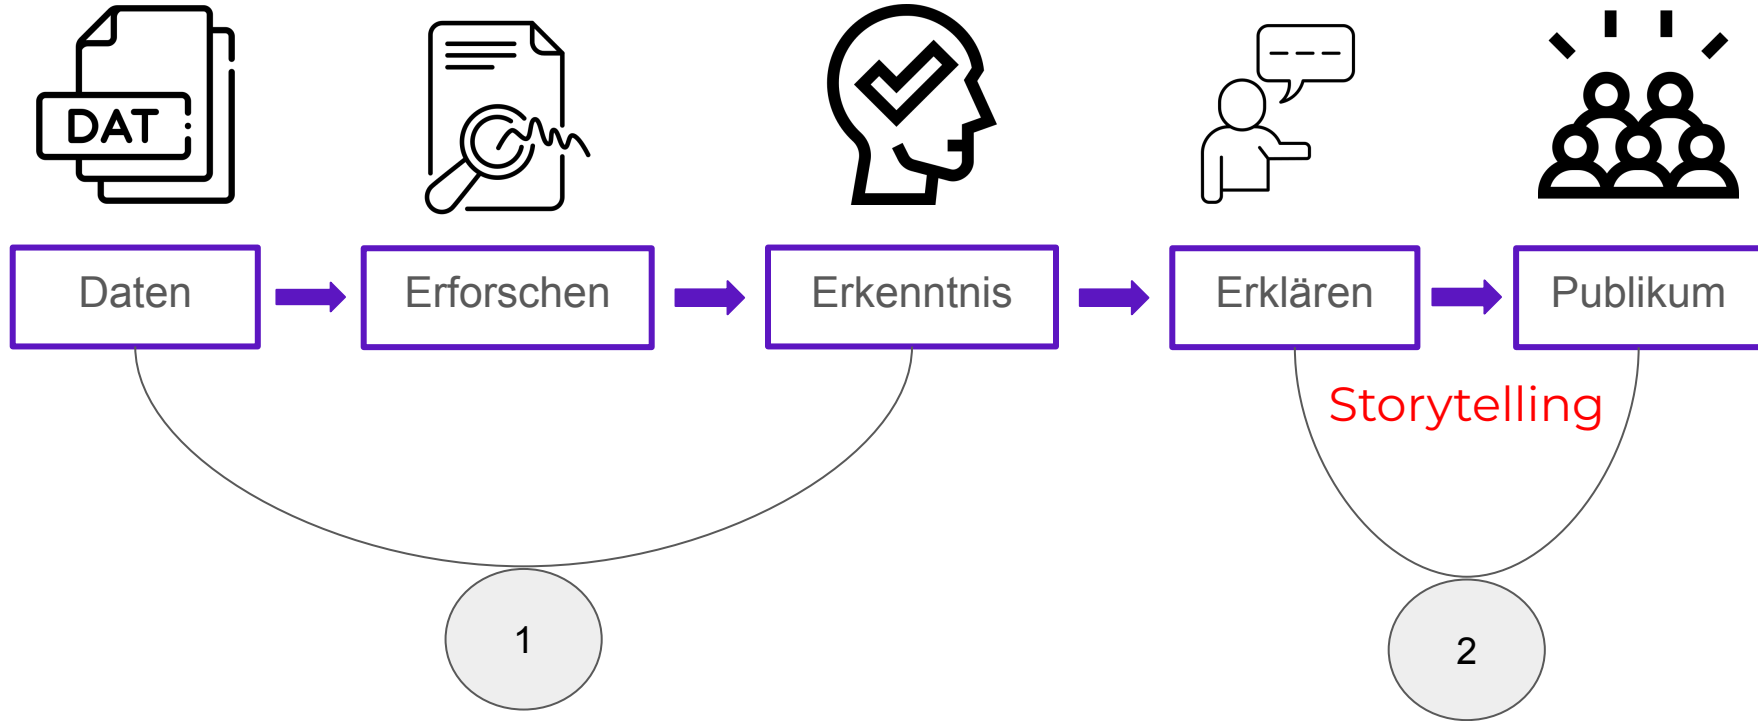 DAT
Daten
Erforschen
Erkenntnis
Erklären
Publikum
Storytelling
1
2